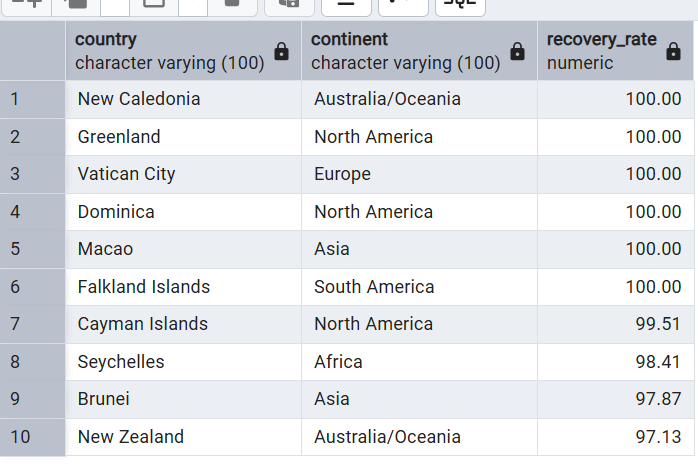 country continent recovery_rate
character varying (100) character varying (100) numeric
1 New Caledonia Australia/Oceania 100.00
2 Greenland North America 100.00
3 Vatican City Europe 100.00
4 Dominica North America 100.00
5 Macao Asia 100.00
6 Falkland Islands South America 100.00
7 Cayman Islands North America 99.51
8 Seychelles Africa 98.41
9 Brunei Asia 97.87
10 New Zealand Australia/Oceania 97.13